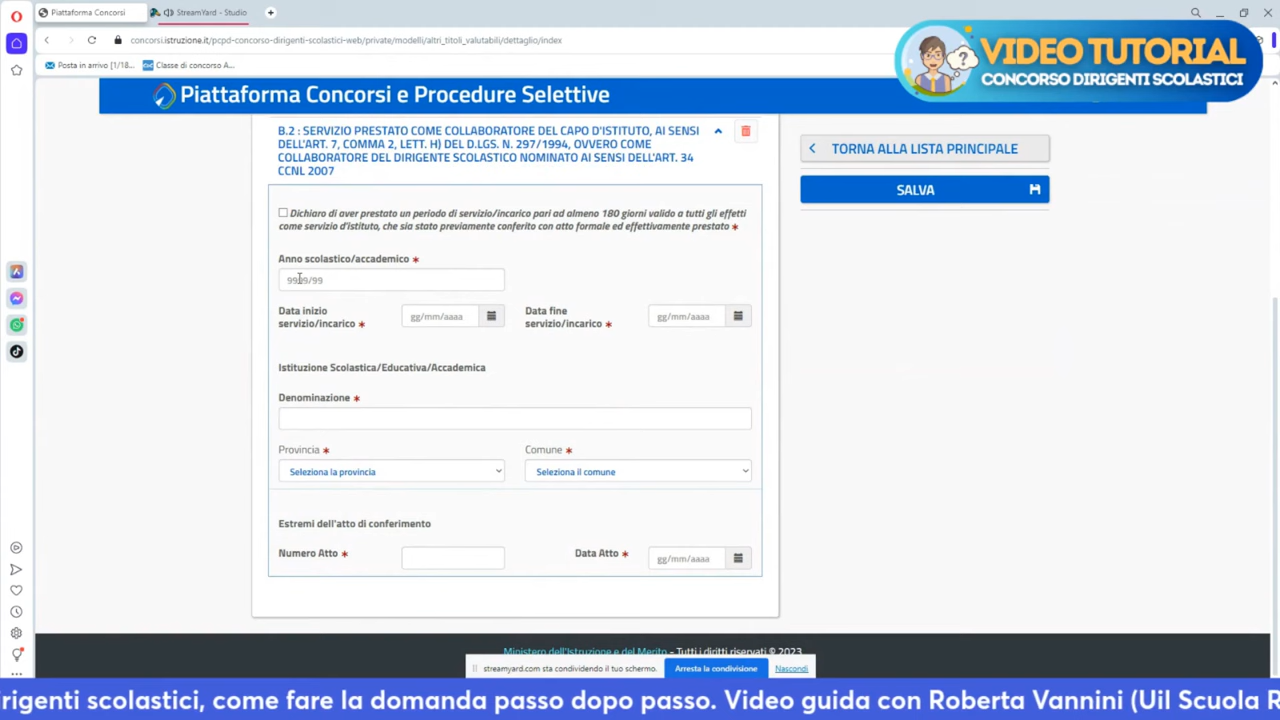 Piattaforma Concorsi
StreamYard - Studio
concorsi.istruzione.it/pcpd-concorso-dirigenti-scolastici-web/private/modelli/altri_titoli_valutabili/dettaglio/index
Posta in arrivo [1/18...
Classe di concorso A...
VIDEO TUTORIAL
CONCORSO DIRIGENTI SCOLASTICI
Piattaforma Concorsi e Procedure Selettive
B.2 : SERVIZIO PRESTATO COME COLLABORATORE DEL CAPO D'ISTITUTO, AI SENSI
DELL'ART. 7, COMMA 2, LETT. H) DEL D.LGS. N. 297/1994, OVVERO COME
COLLABORATORE DEL DIRIGENTE SCOLASTICO NOMINATO AI SENSI DELL'ART. 34
CCNL 2007
TORNA ALLA LISTA PRINCIPALE
SALVA
Dichiaro di aver prestato un periodo di servizio/incarico pari ad almeno 180 giorni valido a tutti gli effetti
come servizio d'istituto, che sia stato previamente conferito con atto formale ed effettivamente prestato *
Anno scolastico/accademico *
9999/99
Data inizio
servizio/incarico *
gg/mm/aaaa
Data fine
servizio/incarico *
gg/mm/aaaa
Istituzione Scolastica/Educativa/Accademica
Denominazione *
Provincia *
Comune *
Seleziona la provincia
Seleziona il comune
Estremi dell'atto di conferimento
Numero Atto *
Data Atto *
gg/mm/aaaa
Ministero dell'Istruzione e del Merito - Tutti i diritti riservati © 2023
streamyard.com sta condividendo il tuo schermo.
Arresta la condivisione
Nascondi
irigenti scolastici, come fare la domanda passo dopo passo. Video guida con Roberta Vannini (Uil Scuola R